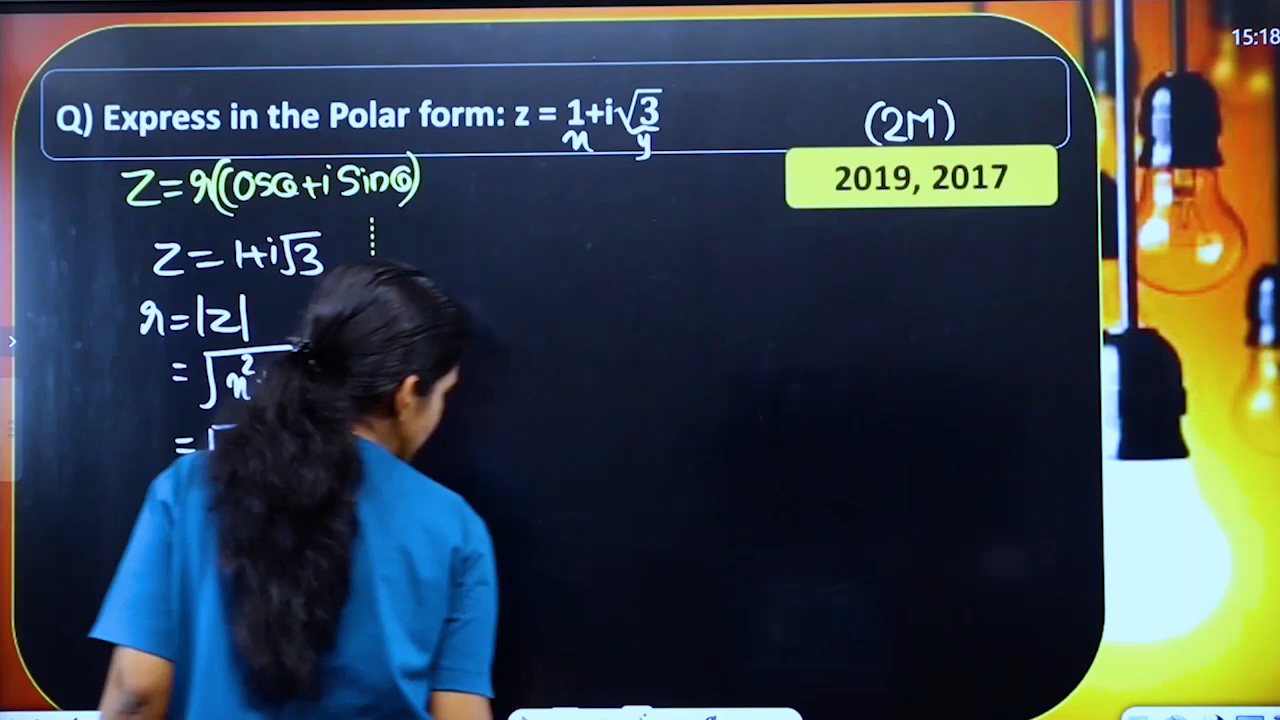 15:18
Q) Express in the Polar form: z = 1+i√3 (2M)
x y
2019, 2017
Z=r(Cosθ+i Sinθ)
Z = 1+i√3
r=|z|
= √x²
= √